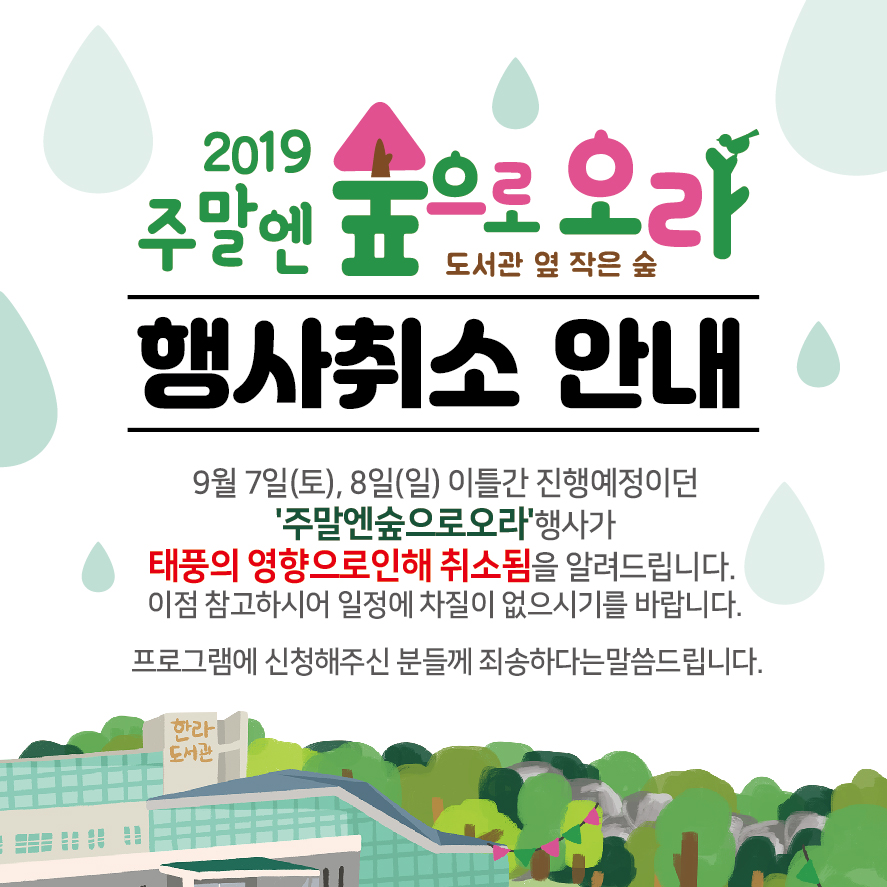 2019
주말엔 숲으로 오라
도서관 옆 작은 숲
행사취소 안내
9월 7일(토), 8일(일) 이틀간 진행예정이던
'주말엔숲으로오라'행사가
태풍의 영향으로인해 취소됨을 알려드립니다.
이점 참고하시어 일정에 차질이 없으시기를 바랍니다.
프로그램에 신청해주신 분들께 죄송하다는말씀드립니다.
한라
도서관